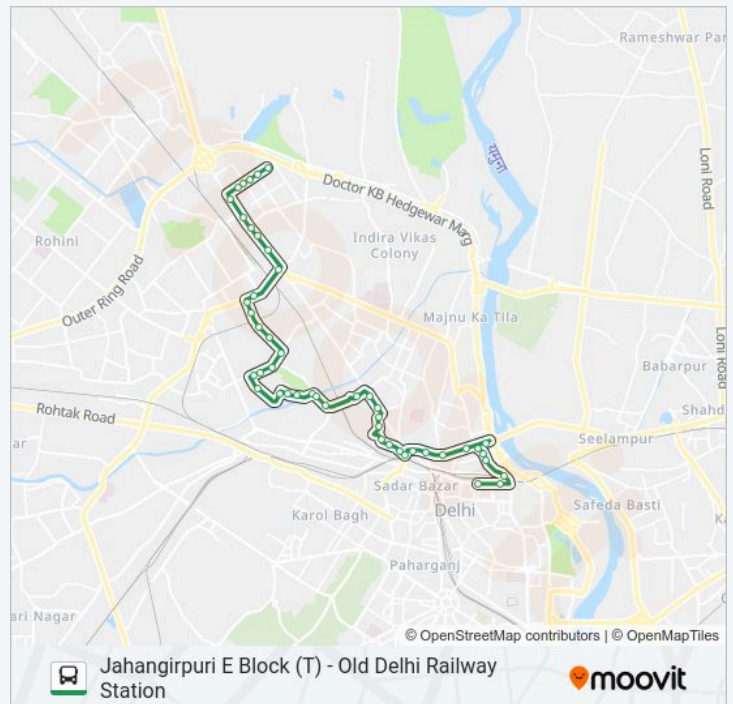 Rameshwar Par
Loni Road
यमुना
Doctor KB Hedgewar Marg
Rohini
Indira Vikas
Colony
Outer Ring Road
Majnu Ka Tila
Loni Road
Babarpur
Rohtak Road
Shahd
ar
Seelampur
Sadar Bazar
Safeda Basti
Karol Bagh
Delhi
Ka
Paharganj
ari Nagar
© OpenStreetMap contributors | © OpenMapTiles
Jahangirpuri E Block (T) - Old Delhi Railway
Station
moovit